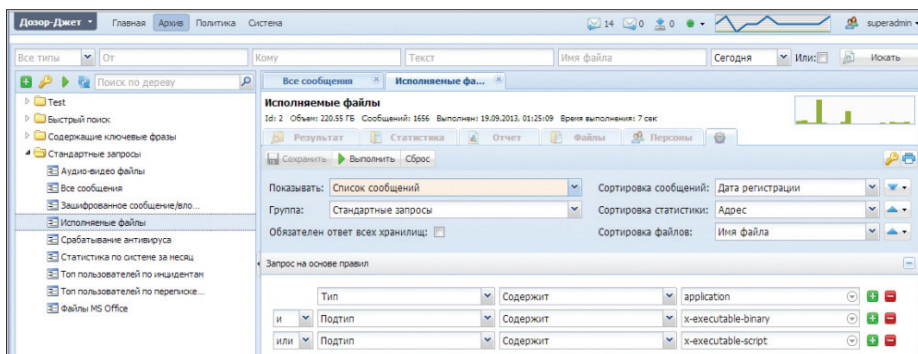 Дозор-Джет Главная Архив Политика Система 14 0 0 superadmin
Все типы От Кому Текст Имя файла Сегодня Или: Искать
Поиск по дереву
Test
Быстрый поиск
Содержащие ключевые фразы
Стандартные запросы
Аудио-видео файлы
Все сообщения
Зашифрованное сообщение/вло...
Исполняемые файлы
Срабатывание антивируса
Статистика по системе за месяц
Топ пользователей по инцидентам
Топ пользователей по переписке...
Файлы MS Office
Все сообщения Исполняемые фа...
Исполняемые файлы
Id: 2 Объем: 220.55 ГБ Сообщений: 1656 Выполнен: 19.09.2013, 01:25:09 Время выполнения: 7 сек
Результат Статистика Отчет Файлы Персоны
Сохранить Выполнить Сброс
Показывать: Список сообщений Сортировка сообщений: Дата регистрации
Группа: Стандартные запросы Сортировка статистики: Адрес
Обязателен ответ всех хранилищ: Сортировка файлов: Имя файла
Запрос на основе правил
Тип Содержит application
и Подтип Содержит x-executable-binary
или Подтип Содержит x-executable-script